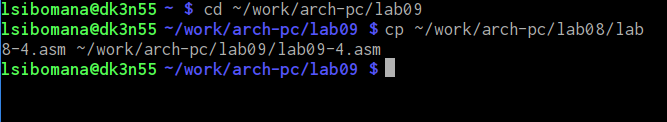 lsibomana@dk3n55 ~ $ cd ~/work/arch-pc/lab09
lsibomana@dk3n55 ~/work/arch-pc/lab09 $ cp ~/work/arch-pc/lab08/lab
8-4.asm ~/work/arch-pc/lab09/lab09-4.asm
lsibomana@dk3n55 ~/work/arch-pc/lab09 $